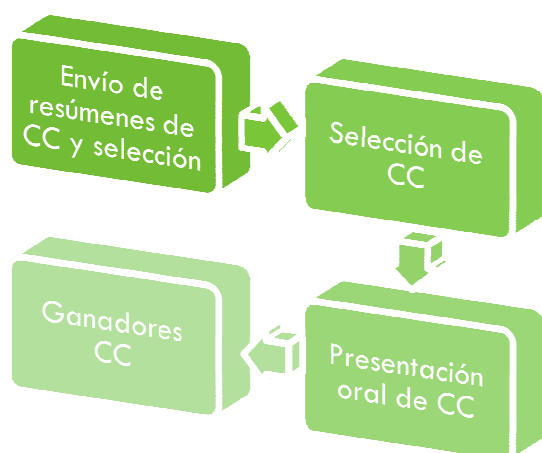 Envío de
resúmenes de
CC y selección
Selección de
CC
Presentación
oral de CC
Ganadores
CC